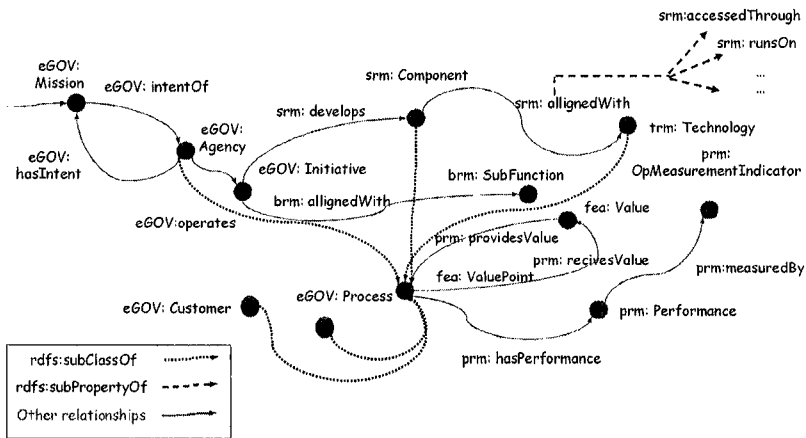 srm:accessedThrough
srm: runsOn
...
...
eGOV:
Mission
eGOV: intentOf
srm: Component
srm: develops
srm: allignedWith
eGOV:
Agency
trm: Technology
eGOV:
hasIntent
eGOV: Initiative
brm: SubFunction
prm:
OpMeasurementIndicator
brm: allignedWith
eGOV:operates
fea: Value
prm: providesValue
prm: recivesValue
fea: ValuePoint
prm:measuredBy
eGOV: Customer
eGOV: Process
prm: Performance
prm: hasPerformance
rdfs:subClassOf
rdfs:subPropertyOf
Other relationships